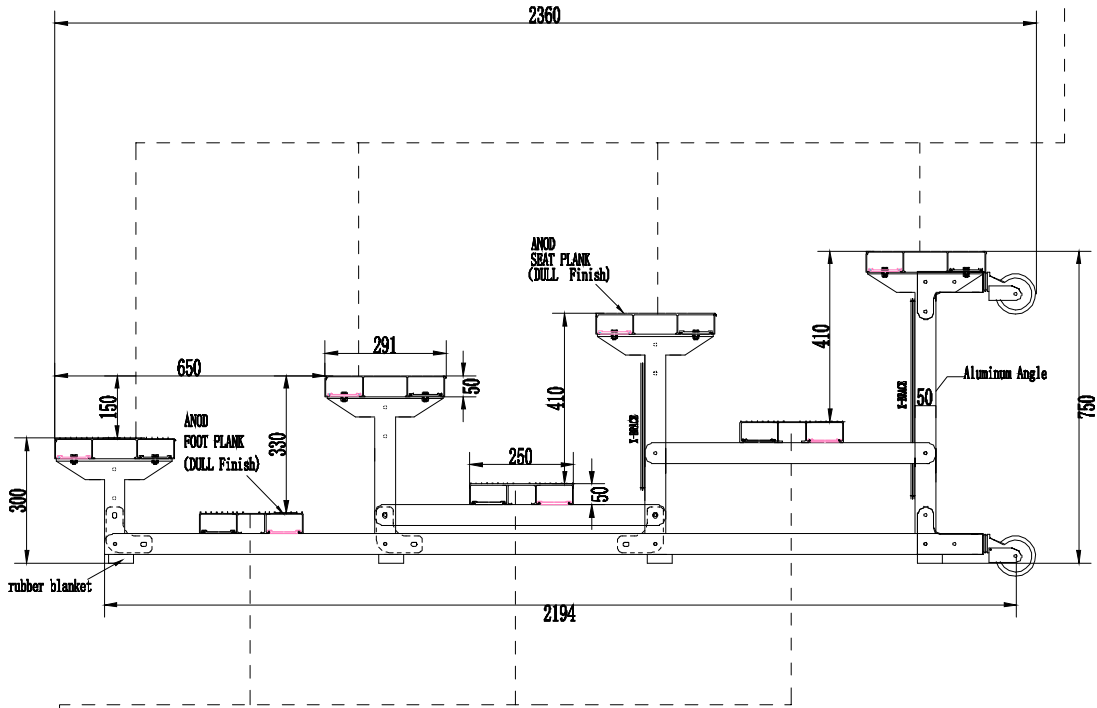 2360
ANOD
SEAT PLANK
(DULL Finish)
291
650
50
410
410
Aluminum Angle
150
330
X-BRACE
X-BRACE
50
750
ANOD
FOOT PLANK
(DULL Finish)
250
50
300
rubber blanket
2194